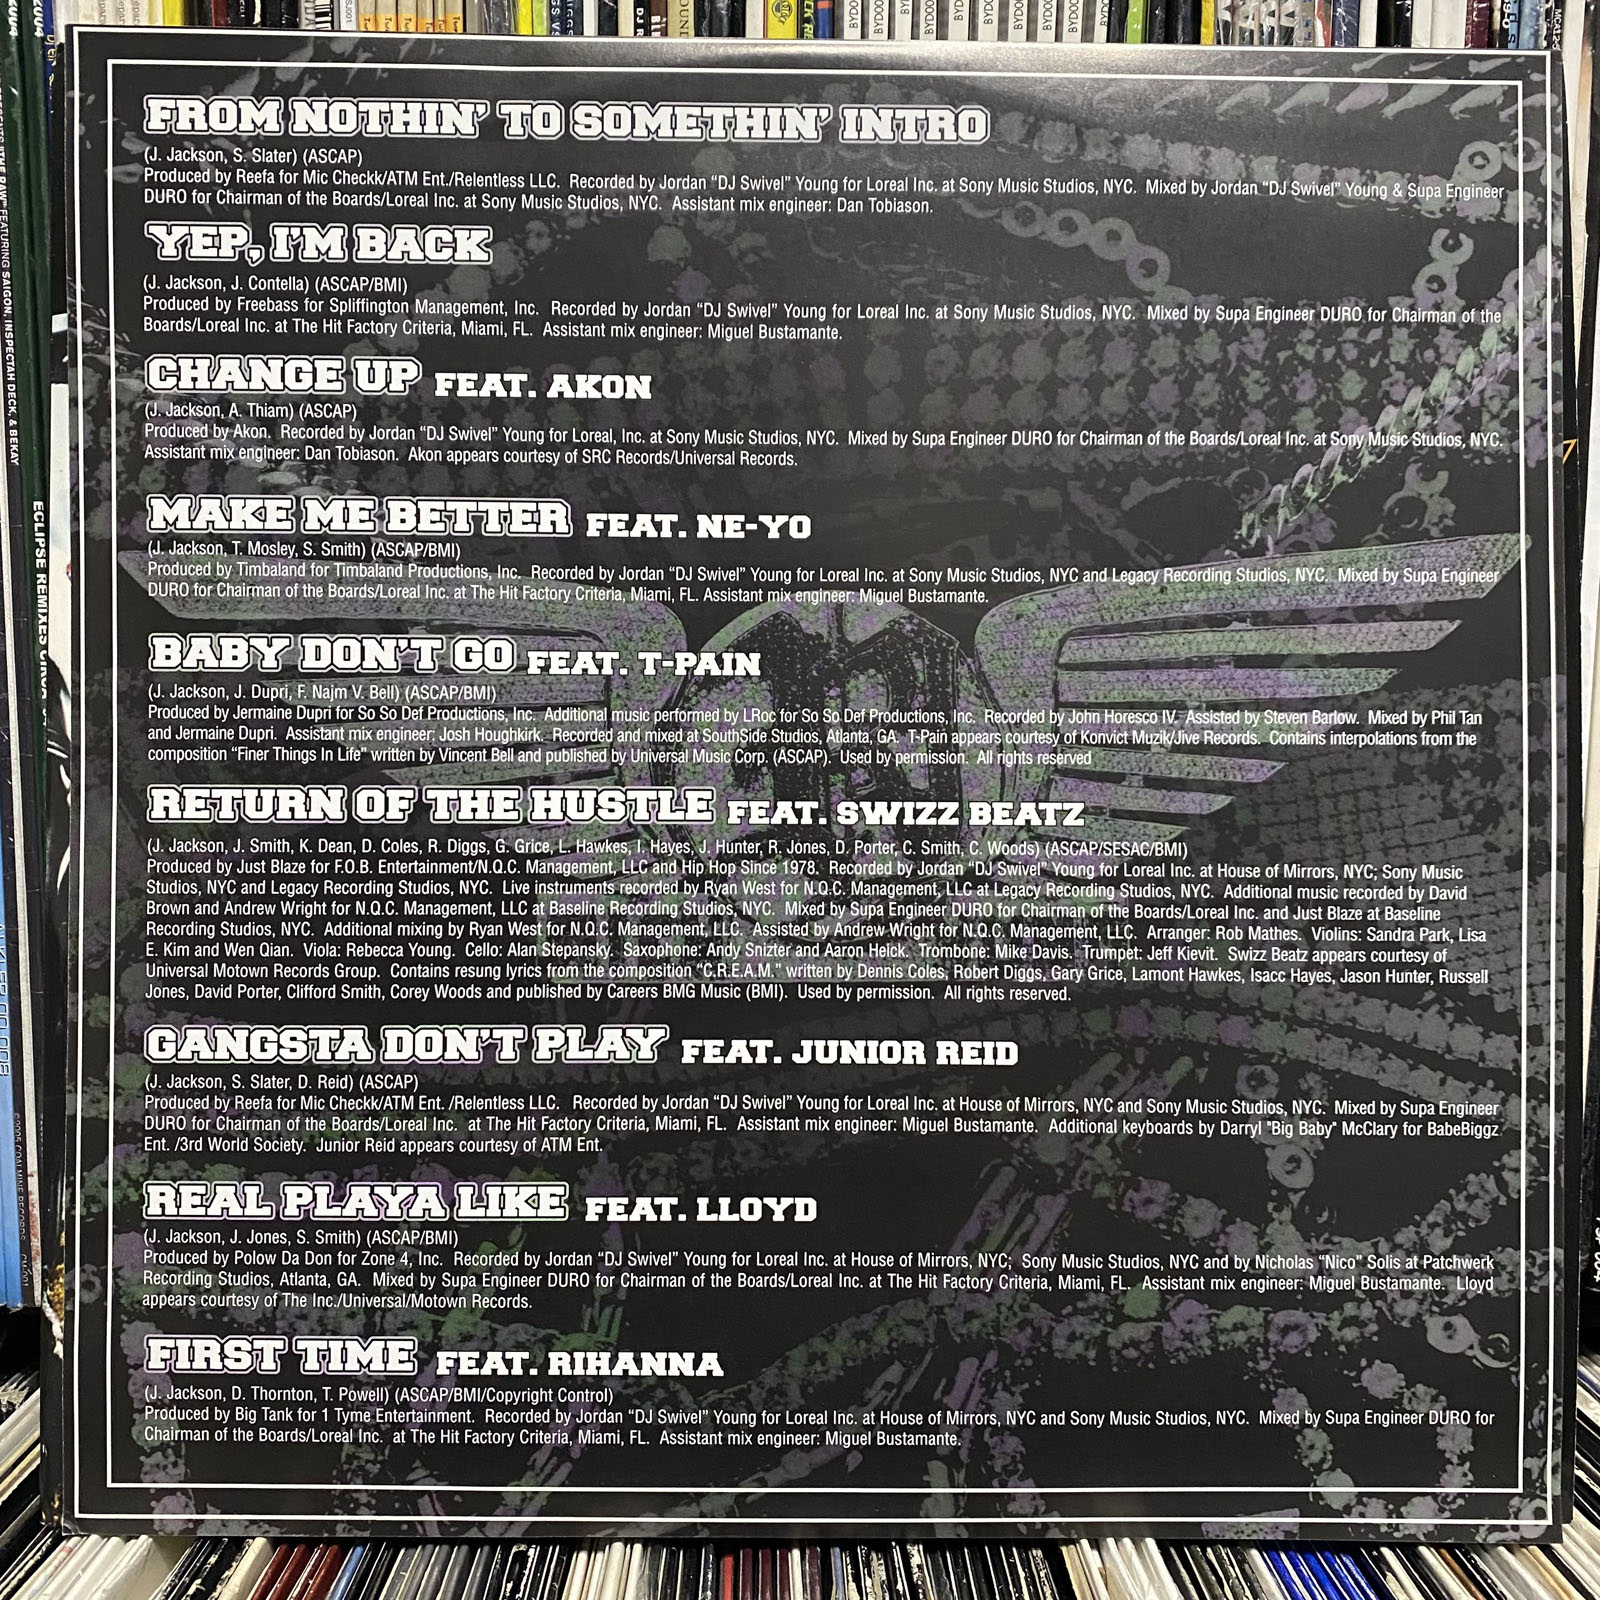 FROM NOTHIN' TO SOMETHIN' INTRO
(J. Jackson, S. Slater) (ASCAP)
Produced by Reefa for Mic Checkk/ATM Ent./Relentless LLC. Recorded by Jordan “DJ Swivel” Young for Loreal Inc. at Sony Music Studios, NYC. Mixed by Jordan “DJ Swivel” Young & Supa Engineer
DURO for Chairman of the Boards/Loreal Inc. at Sony Music Studios, NYC. Assistant mix engineer: Dan Tobiason.
YEP, I'M BACK
(J. Jackson, J. Contella) (ASCAP/BMI)
Produced by Freebass for Spliffington Management, Inc. Recorded by Jordan “DJ Swivel” Young for Loreal Inc. at Sony Music Studios, NYC. Mixed by Supa Engineer DURO for Chairman of the
Boards/Loreal Inc. at The Hit Factory Criteria, Miami, FL. Assistant mix engineer: Miguel Bustamante.
CHANGE UP FEAT. AKON
(J. Jackson, A. Thiam) (ASCAP)
Produced by Akon. Recorded by Jordan “DJ Swivel” Young for Loreal, Inc. at Sony Music Studios, NYC. Mixed by Supa Engineer DURO for Chairman of the Boards/Loreal Inc. at Sony Music Studios, NYC.
Assistant mix engineer: Dan Tobiason. Akon appears courtesy of SRC Records/Universal Records.
MAKE ME BETTER FEAT. NE-YO
(J. Jackson, T. Mosley, S. Smith) (ASCAP/BMI)
Produced by Timbaland for Timbaland Productions, Inc. Recorded by Jordan “DJ Swivel” Young for Loreal Inc. at Sony Music Studios, NYC and Legacy Recording Studios, NYC. Mixed by Supa Engineer
DURO for Chairman of the Boards/Loreal Inc. at The Hit Factory Criteria, Miami, FL. Assistant mix engineer: Miguel Bustamante.
BABY DON'T GO FEAT. T-PAIN
(J. Jackson, J. Dupri, F. Najm V. Bell) (ASCAP/BMI)
Produced by Jermaine Dupri for So So Def Productions, Inc. Additional music performed by LRoc for So So Def Productions, Inc. Recorded by John Horesco IV. Assisted by Steven Barlow. Mixed by Phil Tan
and Jermaine Dupri. Assistant mix engineer: Josh Houghkirk. Recorded and mixed at SouthSide Studios, Atlanta, GA. T-Pain appears courtesy of Konvict Muzik/Jive Records. Contains interpolations from the
composition “Finer Things In Life” written by Vincent Bell and published by Universal Music Corp. (ASCAP). Used by permission. All rights reserved
RETURN OF THE HUSTLE FEAT. SWIZZ BEATZ
(J. Jackson, J. Smith, K. Dean, D. Coles, R. Diggs, G. Grice, L. Hawkes, I. Hayes, J. Hunter, R. Jones, D. Porter, C. Smith, C. Woods) (ASCAP/SESAC/BMI)
Produced by Just Blaze for F.O.B. Entertainment/N.Q.C. Management, LLC and Hip Hop Since 1978. Recorded by Jordan “DJ Swivel” Young for Loreal Inc. at House of Mirrors, NYC; Sony Music
Studios, NYC and Legacy Recording Studios, NYC. Live instruments recorded by Ryan West for N.Q.C. Management, LLC at Legacy Recording Studios, NYC. Additional music recorded by David
Brown and Andrew Wright for N.Q.C. Management, LLC at Baseline Recording Studios, NYC. Mixed by Supa Engineer DURO for Chairman of the Boards/Loreal Inc. and Just Blaze at Baseline
Recording Studios, NYC. Additional mixing by Ryan West for N.Q.C. Management, LLC. Assisted by Andrew Wright for N.Q.C. Management, LLC. Arranger: Rob Mathes. Violins: Sandra Park, Lisa
E. Kim and Wen Qian. Viola: Rebecca Young. Cello: Alan Stepansky. Saxophone: Andy Snizter and Aaron Heick. Trombone: Mike Davis. Trumpet: Jeff Kievit. Swizz Beatz appears courtesy of
Universal Motown Records Group. Contains resung lyrics from the composition “C.R.E.A.M.” written by Dennis Coles, Robert Diggs, Gary Grice, Lamont Hawkes, Isacc Hayes, Jason Hunter, Russell
Jones, David Porter, Clifford Smith, Corey Woods and published by Careers BMG Music (BMI). Used by permission. All rights reserved.
GANGSTA DON'T PLAY FEAT. JUNIOR REID
(J. Jackson, S. Slater, D. Reid) (ASCAP)
Produced by Reefa for Mic Checkk/ATM Ent. /Relentless LLC. Recorded by Jordan “DJ Swivel” Young for Loreal Inc. at House of Mirrors, NYC and Sony Music Studios, NYC. Mixed by Supa Engineer
DURO for Chairman of the Boards/Loreal Inc. at The Hit Factory Criteria, Miami, FL. Assistant mix engineer: Miguel Bustamante. Additional keyboards by Darryl "Big Baby" McClary for BabeBiggz
Ent. /3rd World Society. Junior Reid appears courtesy of ATM Ent.
REAL PLAYA LIKE FEAT. LLOYD
(J. Jackson, J. Jones, S. Smith) (ASCAP/BMI)
Produced by Polow Da Don for Zone 4, Inc. Recorded by Jordan “DJ Swivel” Young for Loreal Inc. at House of Mirrors, NYC; Sony Music Studios, NYC and by Nicholas “Nico” Solis at Patchwerk
Recording Studios, Atlanta, GA. Mixed by Supa Engineer DURO for Chairman of the Boards/Loreal Inc. at The Hit Factory Criteria, Miami, FL. Assistant mix engineer: Miguel Bustamante. Lloyd
appears courtesy of The Inc./Universal/Motown Records.
FIRST TIME FEAT. RIHANNA
(J. Jackson, D. Thornton, T. Powell) (ASCAP/BMI/Copyright Control)
Produced by Big Tank for 1 Tyme Entertainment. Recorded by Jordan “DJ Swivel” Young for Loreal Inc. at House of Mirrors, NYC and Sony Music Studios, NYC. Mixed by Supa Engineer DURO for
Chairman of the Boards/Loreal Inc. at The Hit Factory Criteria, Miami, FL. Assistant mix engineer: Miguel Bustamante.
FEATURING SAIGON, INSPECTAH DECK, & BEKAY
ECLIPSE REMIXES